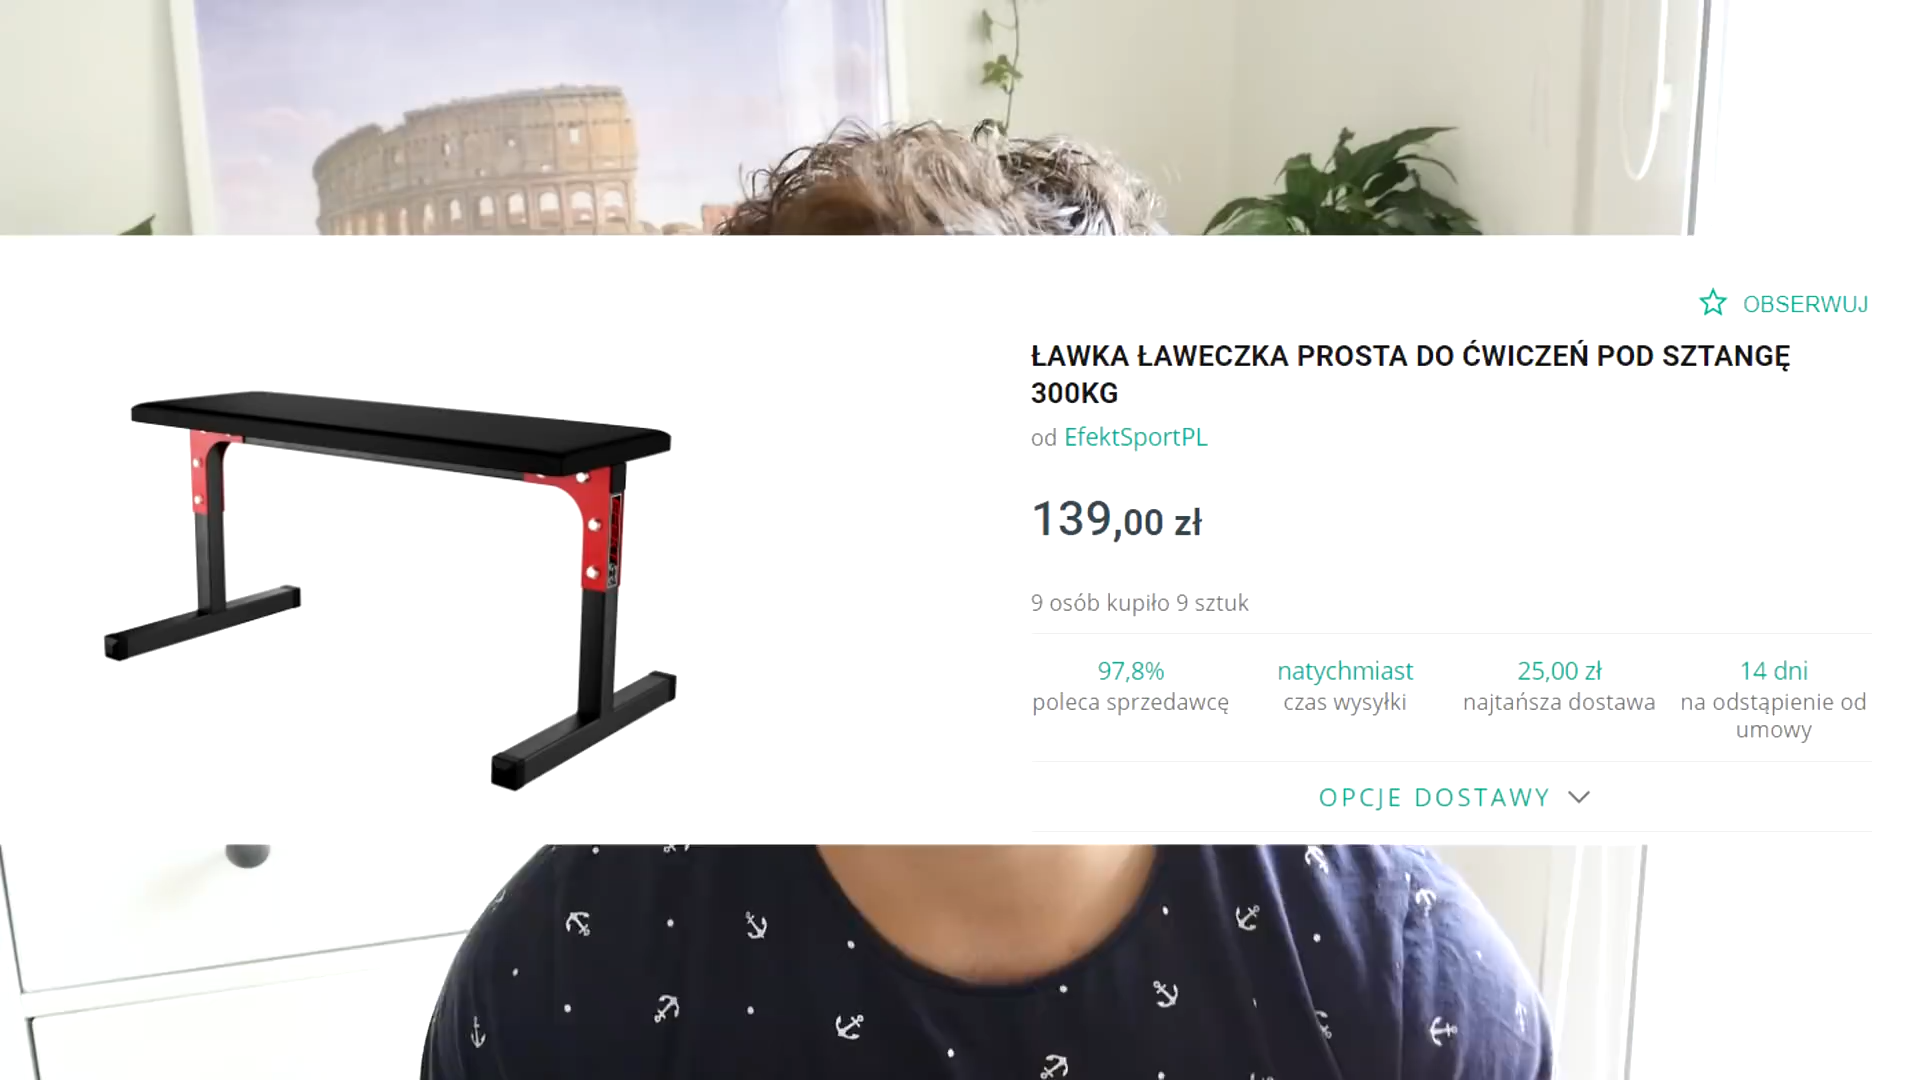 OBSERWUJ
ŁAWKA ŁAWECZKA PROSTA DO ĆWICZEŃ POD SZTANGĘ
300KG
od EfektSportPL
139,00 zł
9 osób kupiło 9 sztuk
97,8%
poleca sprzedawcę
natychmiast
czas wysyłki
25,00 zł
najtańsza dostawa
14 dni
na odstąpienie od
umowy
OPCJE DOSTAWY